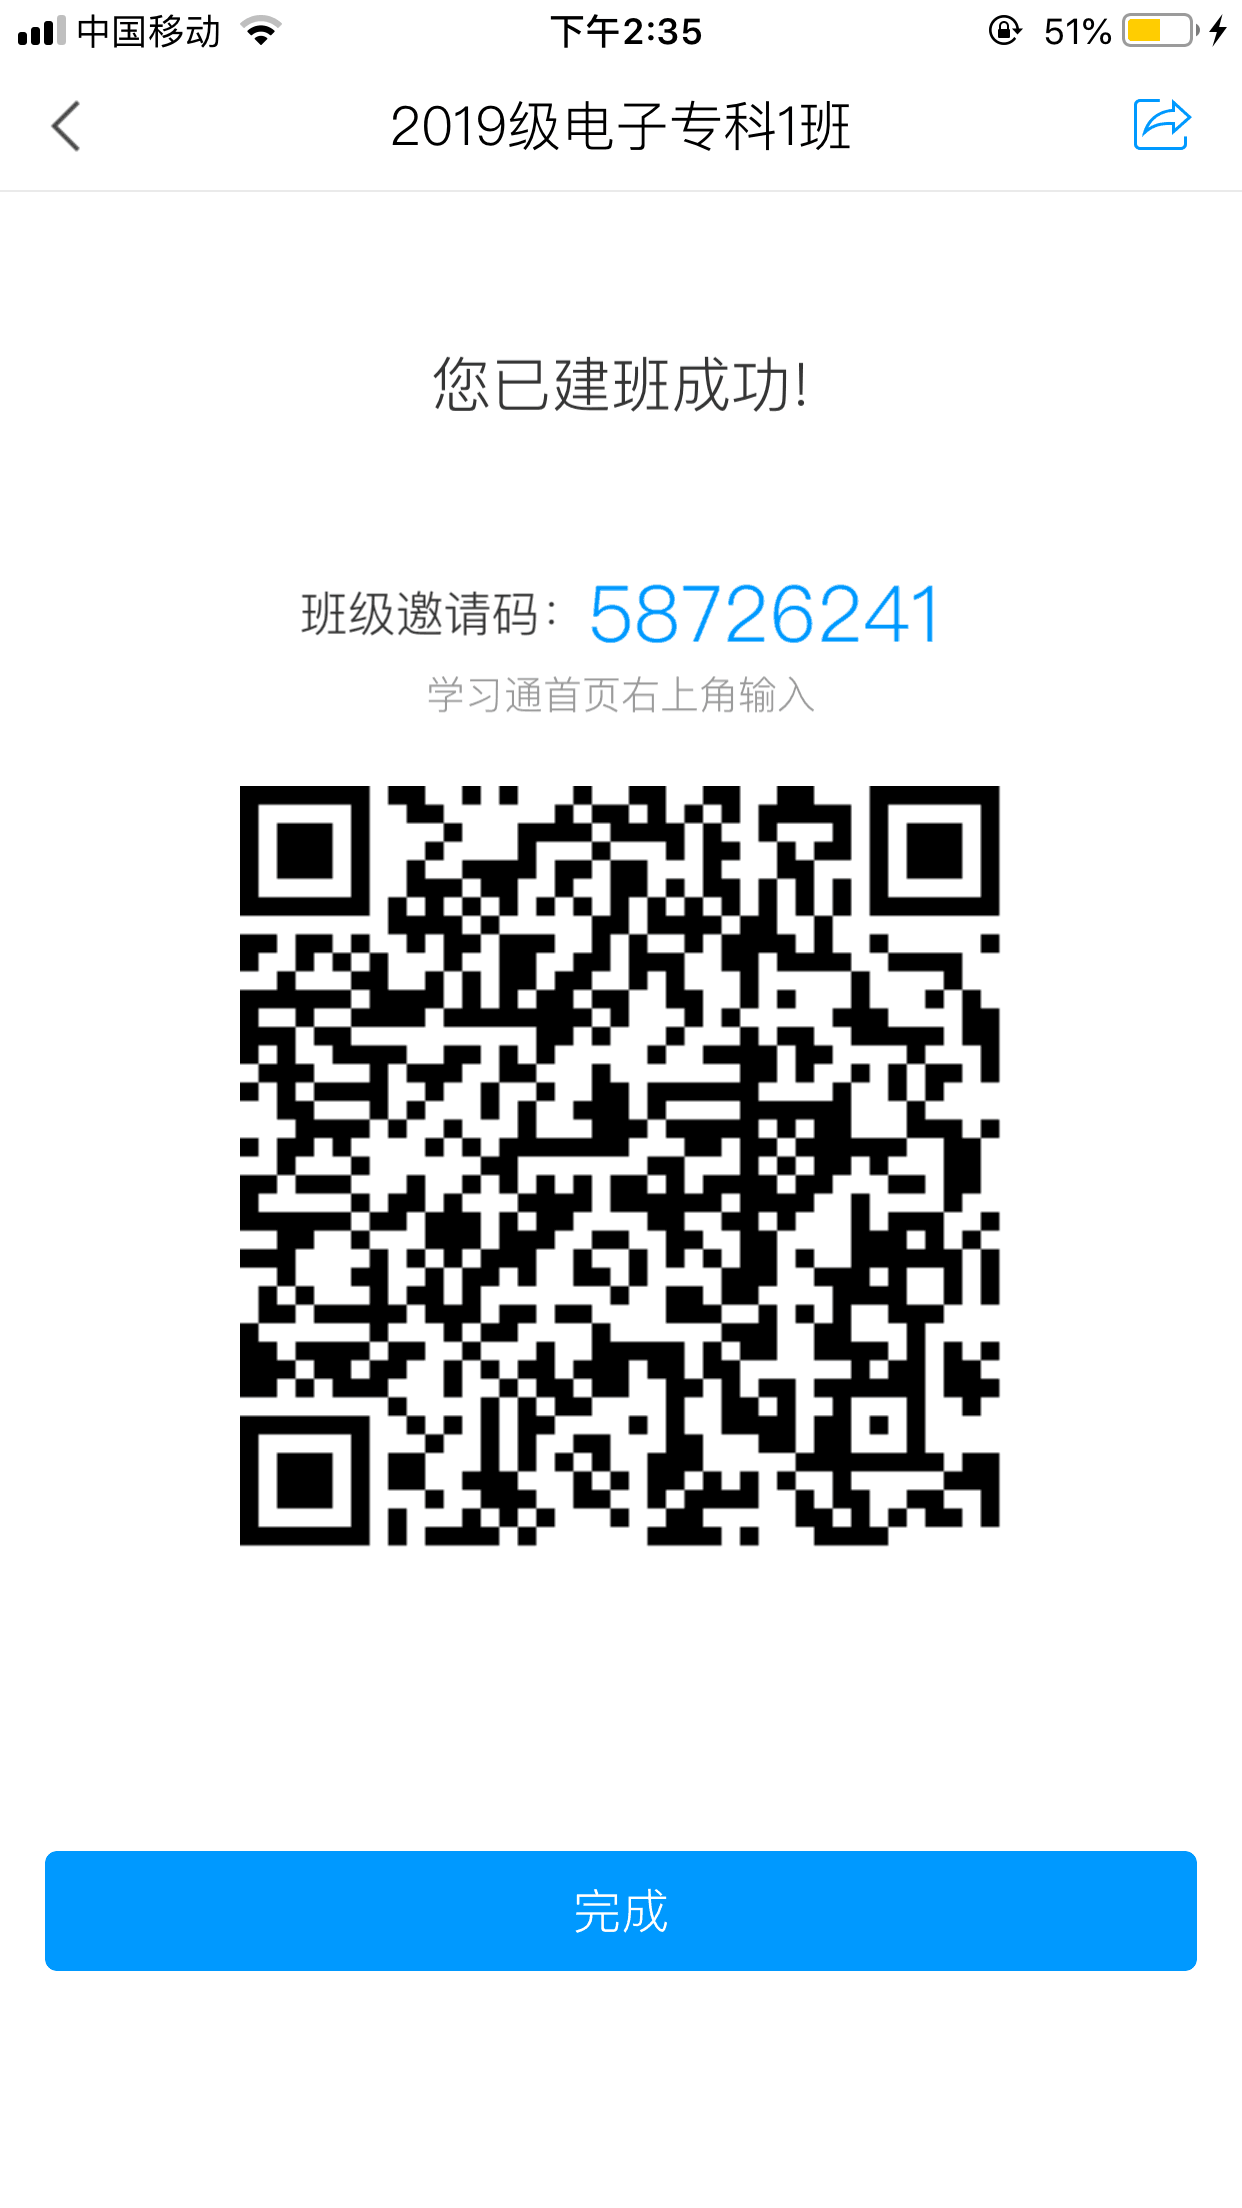 中国移动 下午2:35 51%
2019级电子专科1班
您已建班成功!
班级邀请码: 58726241
学习通首页右上角输入
完成